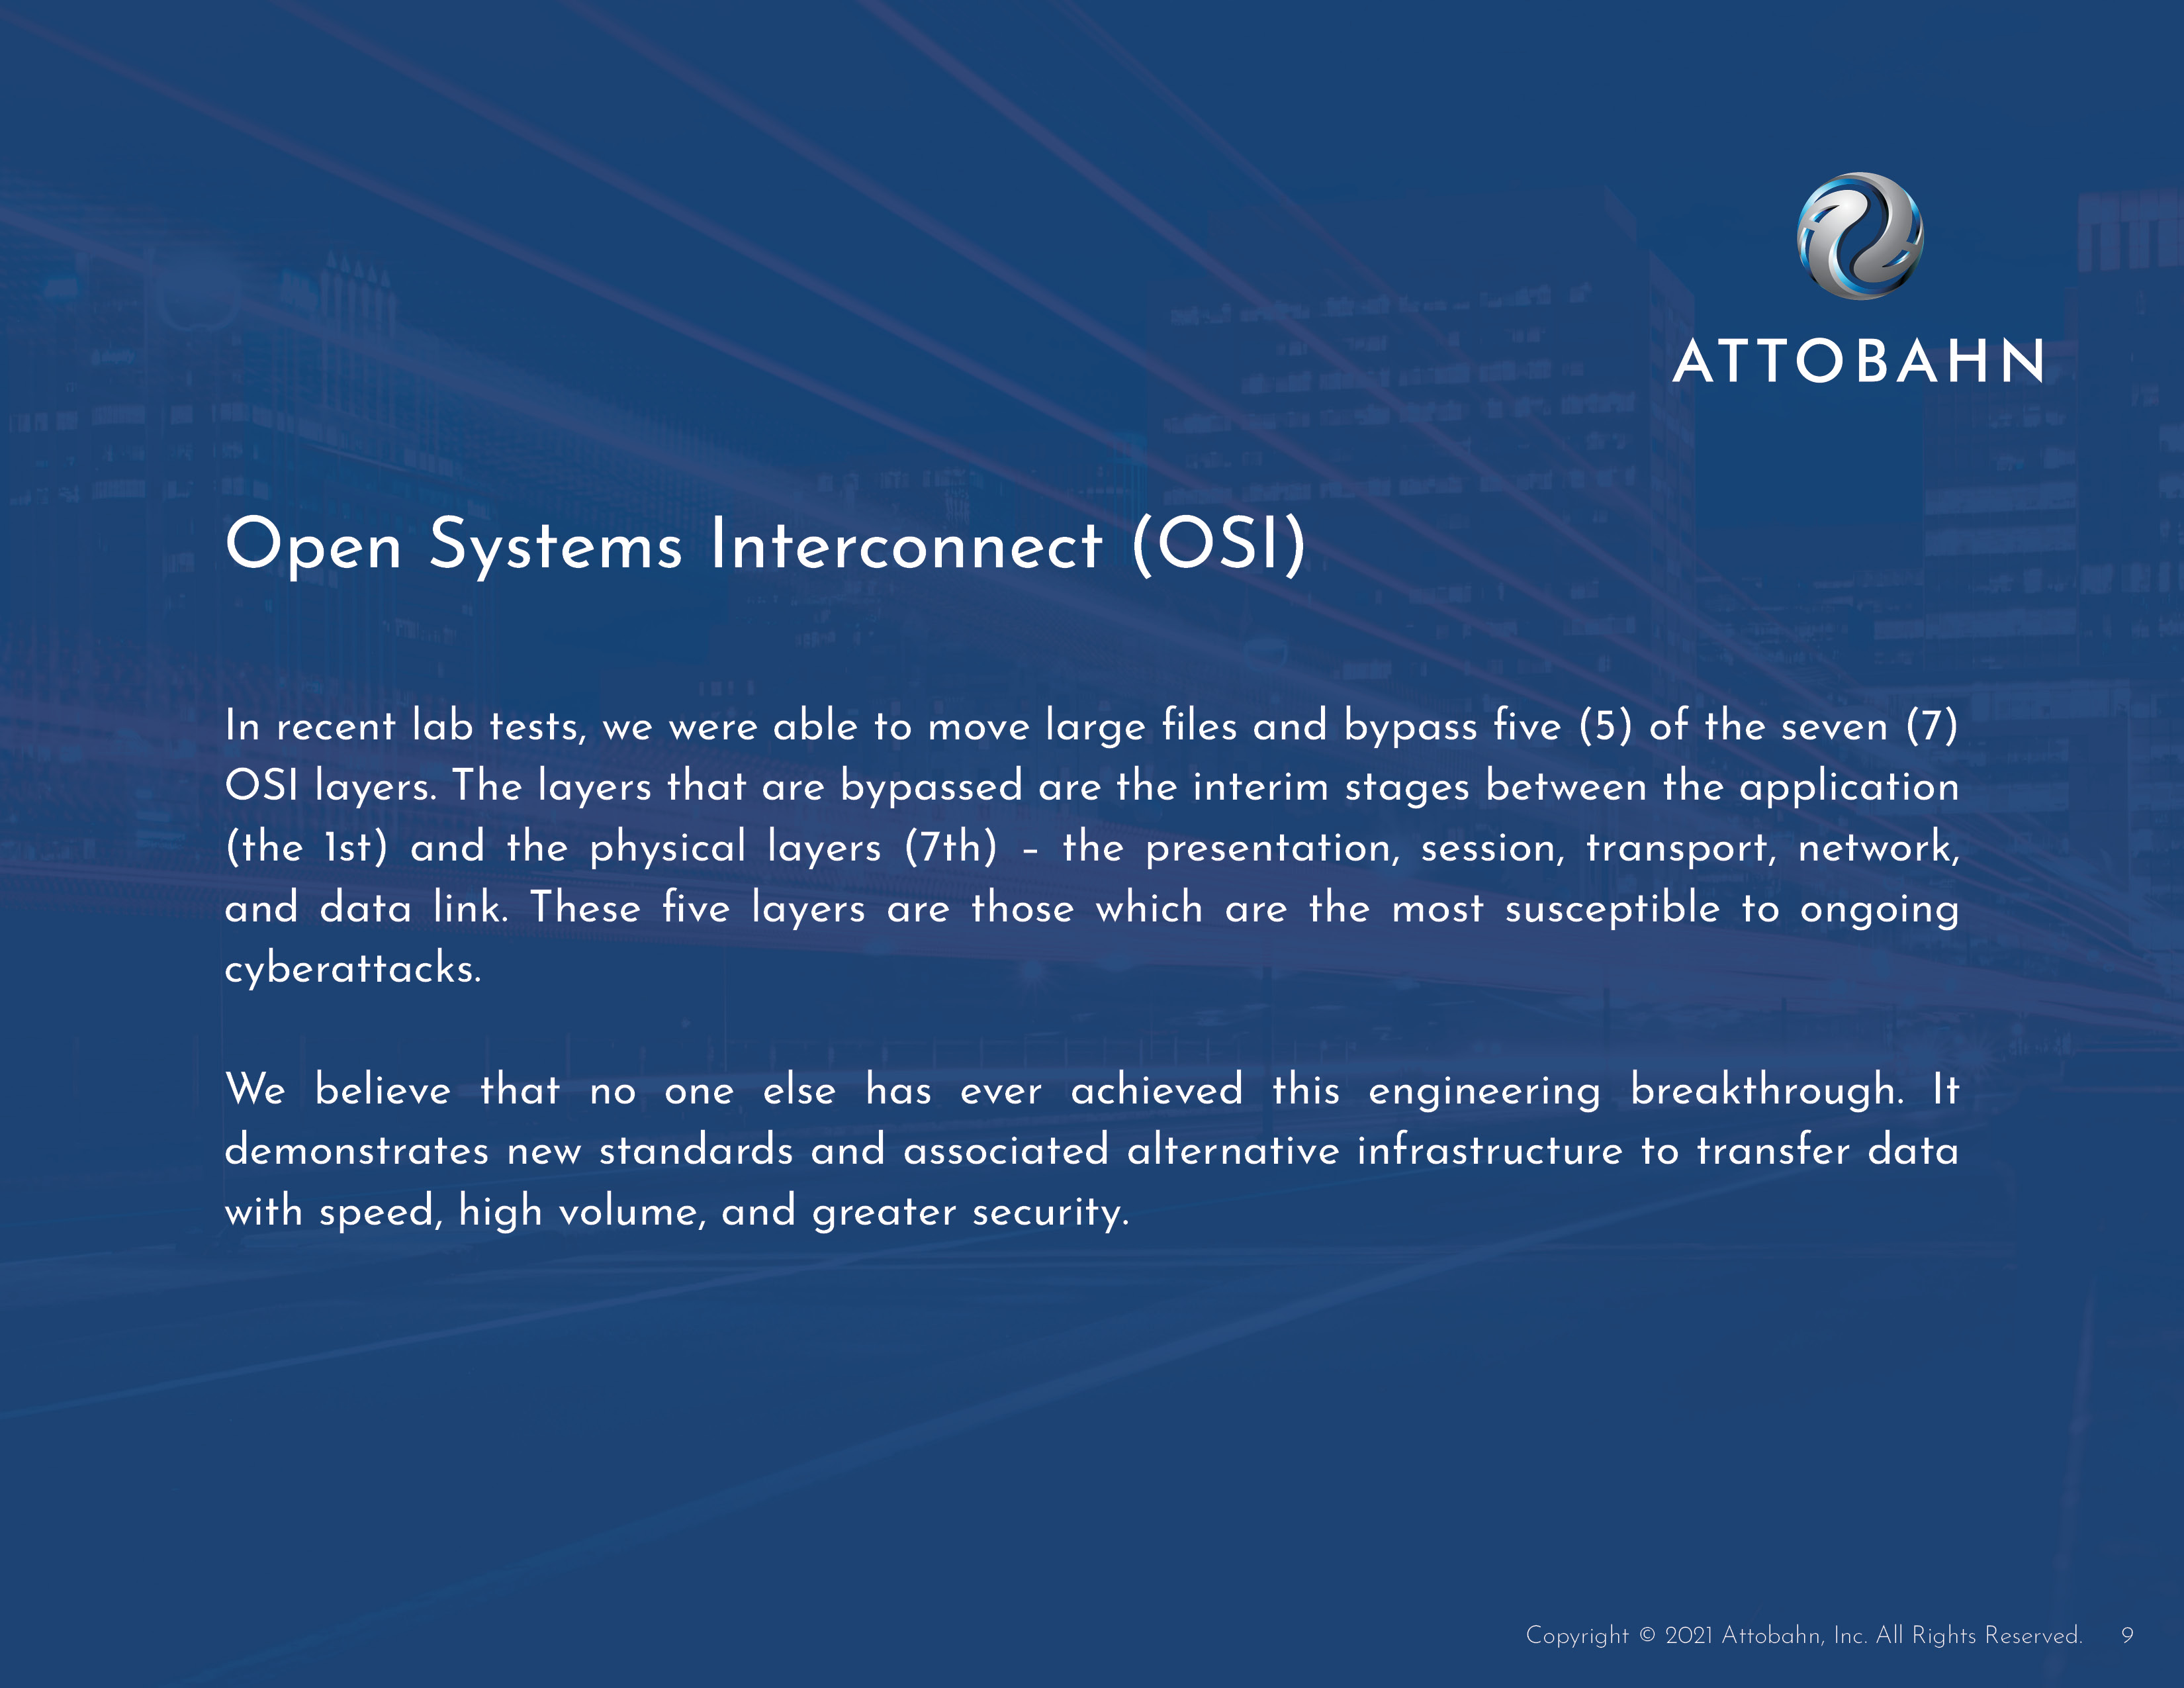 ATTOBAHN
Open Systems Interconnect (OSI)
In recent lab tests, we were able to move large files and bypass five (5) of the seven (7)
OSI layers. The layers that are bypassed are the interim stages between the application
(the 1st) and the physical layers (7th) – the presentation, session, transport, network,
and data link. These five layers are those which are the most susceptible to ongoing
cyberattacks.
We believe that no one else has ever achieved this engineering breakthrough. It
demonstrates new standards and associated alternative infrastructure to transfer data
with speed, high volume, and greater security.
Copyright © 2021 Attobahn, Inc. All Rights Reserved. 9